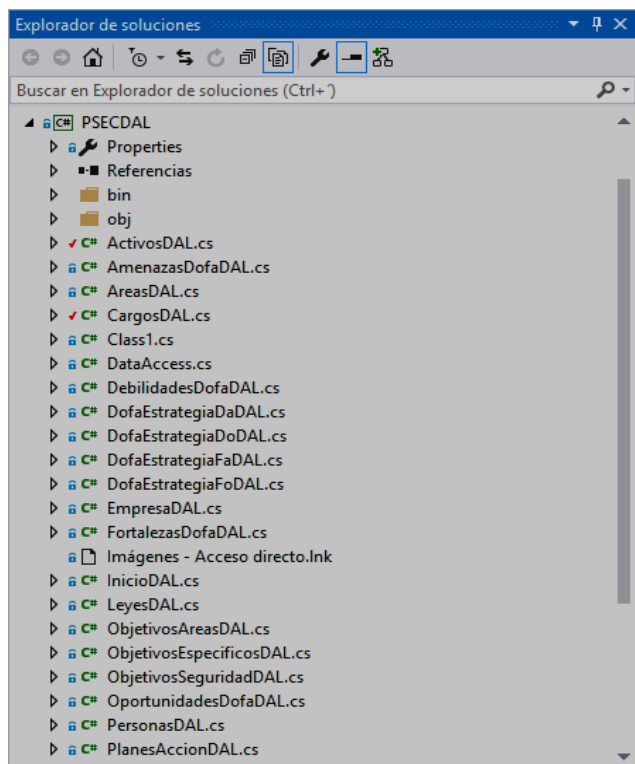 Explorador de soluciones
Buscar en Explorador de soluciones (Ctrl+´)
C# PSECDAL
Properties
Referencias
bin
obj
C# ActivosDAL.cs
C# AmenazasDofaDAL.cs
C# AreasDAL.cs
C# CargosDAL.cs
C# Class1.cs
C# DataAccess.cs
C# DebilidadesDofaDAL.cs
C# DofaEstrategiaDaDAL.cs
C# DofaEstrategiaDoDAL.cs
C# DofaEstrategiaFaDAL.cs
C# DofaEstrategiaFoDAL.cs
C# EmpresaDAL.cs
C# FortalezasDofaDAL.cs
Imágenes - Acceso directo.lnk
C# InicioDAL.cs
C# LeyesDAL.cs
C# ObjetivosAreasDAL.cs
C# ObjetivosEspecificosDAL.cs
C# ObjetivosSeguridadDAL.cs
C# OportunidadesDofaDAL.cs
C# PersonasDAL.cs
C# PlanesAccionDAL.cs